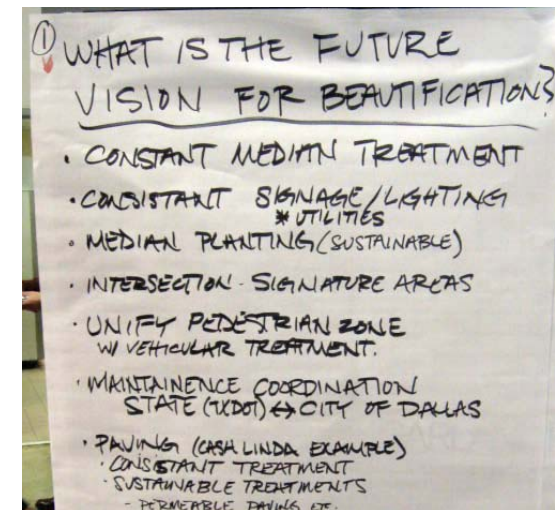 ① WHAT IS THE FUTURE
VISION FOR BEAUTIFICATION?
• CONSTANT MEDIAN TREATMENT
• CONSISTANT SIGNAGE/LIGHTING
* UTILITIES
• MEDIAN PLANTING (SUSTAINABLE)
• INTERSECTION - SIGNATURE AREAS
• UNIFY PEDESTRIAN ZONE
W/ VEHICULAR TREATMENT.
• MAINTAINENCE COORDINATION
STATE (TXDOT) ↔ CITY OF DALLAS
• PAVING (CASH LINDA EXAMPLE)
• CONSISTANT TREATMENT
• SUSTAINABLE TREATMENTS
- PERMEABLE PAVING ETC.